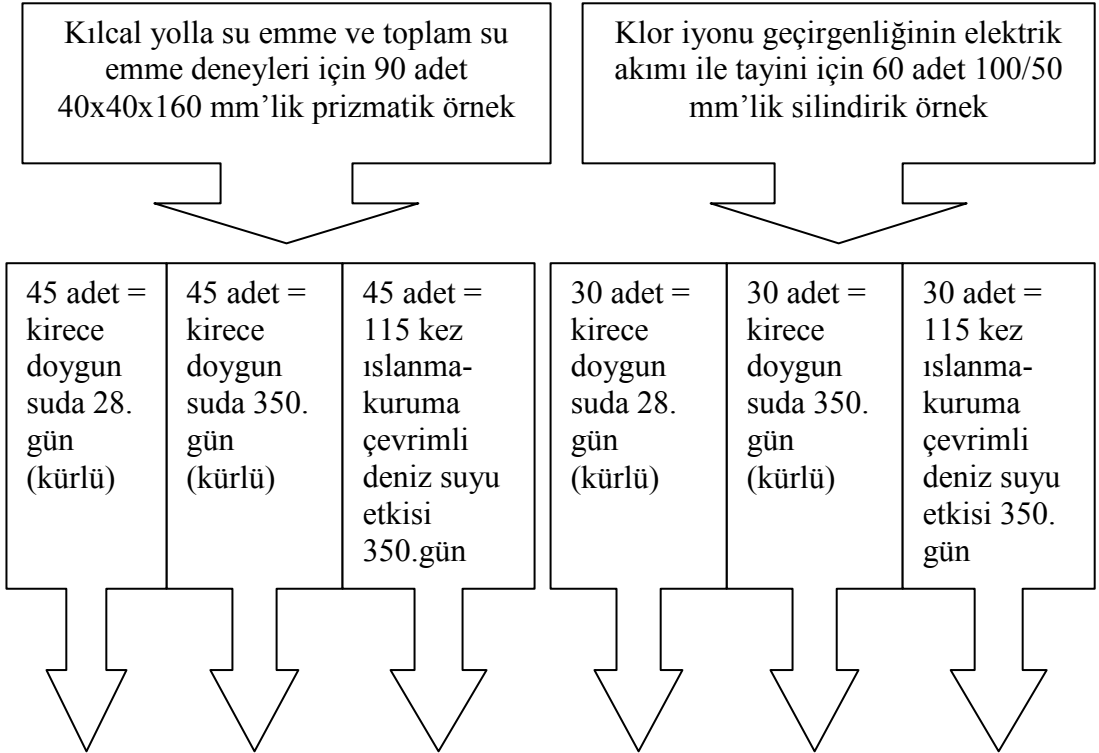 Kılcal yolla su emme ve toplam su
emme deneyleri için 90 adet
40x40x160 mm’lik prizmatik örnek
Klor iyonu geçirgenliğinin elektrik
akımı ile tayini için 60 adet 100/50
mm’lik silindirik örnek
45 adet =
kirece
doygun
suda 28.
gün
(kürlü)
45 adet =
kirece
doygun
suda 350.
gün
(kürlü)
45 adet =
115 kez
ıslanma-
kuruma
çevrimli
deniz suyu
etkisi
350.gün
30 adet =
kirece
doygun
suda 28.
gün
(kürlü)
30 adet =
kirece
doygun
suda 350.
gün
(kürlü)
30 adet =
115 kez
ıslanma-
kuruma
çevrimli
deniz suyu
etkisi 350.
gün